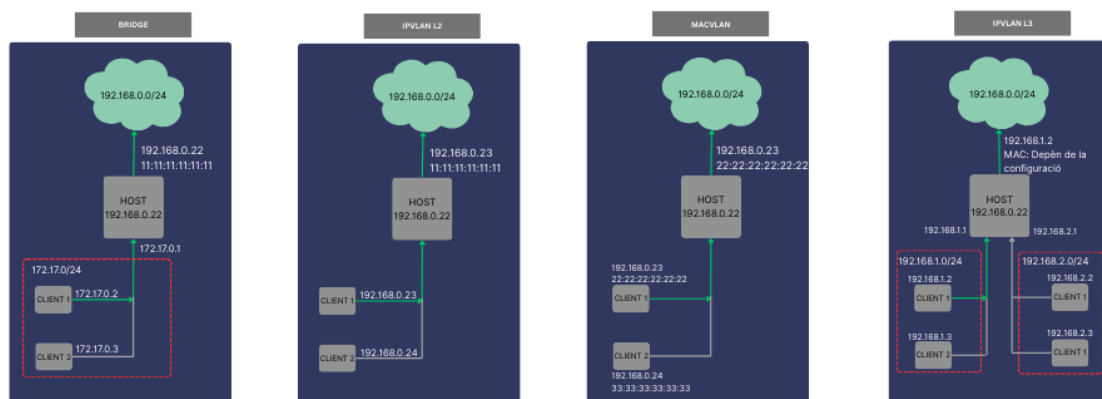 BRIDGE
192.168.0.0/24
192.168.0.22
11:11:11:11:11:11
HOST
192.168.0.22
172.17.0.1
172.17.0/24
CLIENT 1
172.17.0.2
CLIENT 2
172.17.0.3
IPVLAN L2
192.168.0.0/24
192.168.0.23
11:11:11:11:11:11
HOST
192.168.0.22
CLIENT 1
192.168.0.23
CLIENT 2
192.168.0.24
MACVLAN
192.168.0.0/24
192.168.0.23
22:22:22:22:22:22
HOST
192.168.0.22
192.168.0.23
22:22:22:22:22:22
CLIENT 1
CLIENT 2
192.168.0.24
33:33:33:33:33:33
IPVLAN L3
192.168.0.0/24
192.168.1.2
MAC: Depèn de la
configuració
HOST
192.168.0.22
192.168.1.1
192.168.2.1
192.168.1.0/24
192.168.1.2
CLIENT 1
192.168.1.3
CLIENT 2
192.168.2.0/24
192.168.2.2
CLIENT 1
192.168.2.3
CLIENT 1